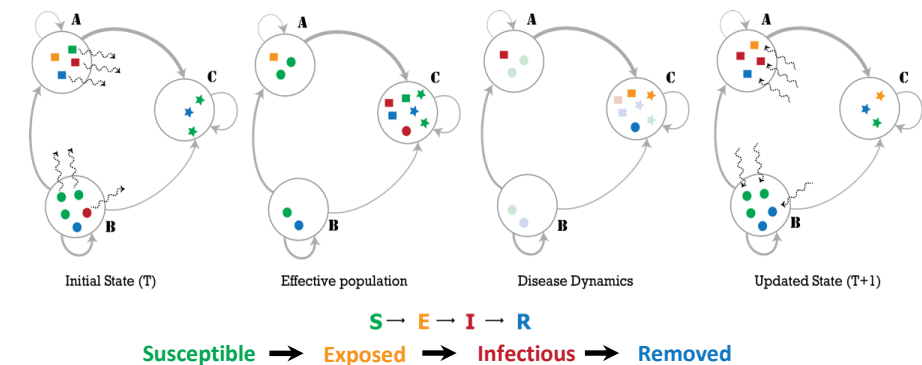 A
C
B
Initial State (T)
A
C
B
Effective population
A
C
B
Disease Dynamics
A
C
B
Updated State (T+1)
S → E → I → R
Susceptible → Exposed → Infectious → Removed